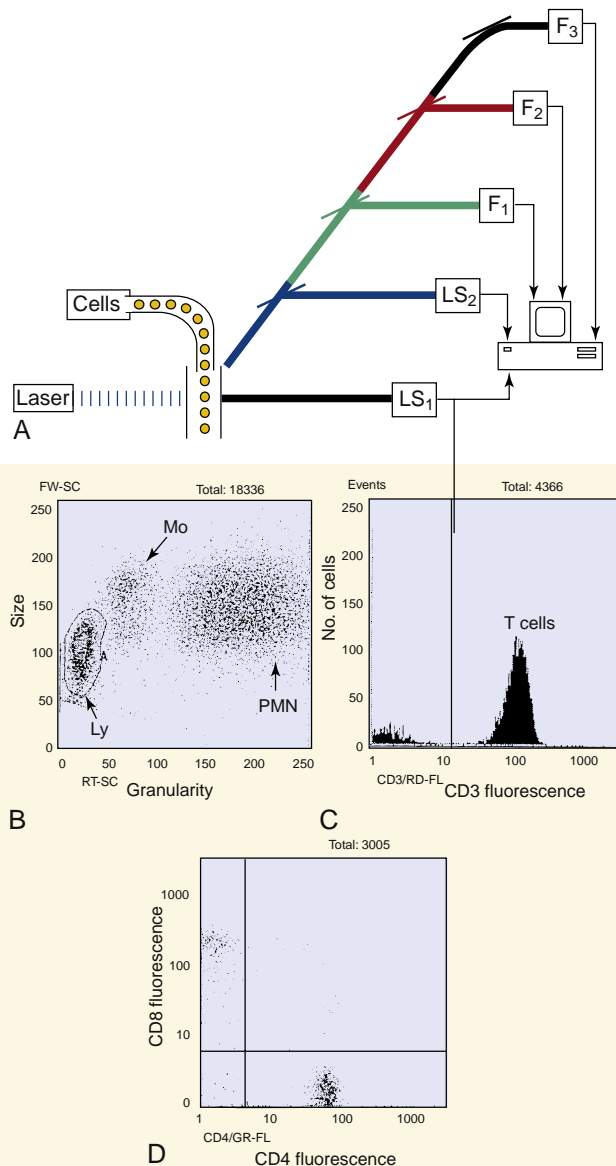 F3
F2
F1
Cells
LS2
Laser
LS1
A
FW-SC Total: 18336
250
200
150
100
50
0
Size
Mo
A
Ly
PMN
0 50 100 150 200 250
RT-SC
Granularity
B
Events Total: 4366
250
200
150
100
50
0
No. of cells
T cells
1 10 100 1000
CD3/RD-FL
CD3 fluorescence
C
Total: 3005
1000
100
10
0
CD8 fluorescence
1 10 100 1000
CD4/GR-FL
CD4 fluorescence
D